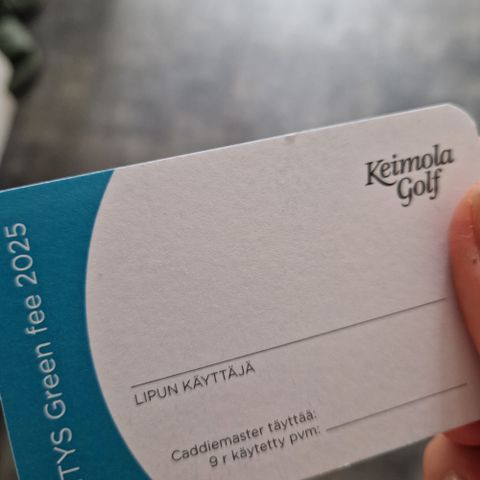 Keimola
Golf
TYS Green fee 2025
LIPUN KÄYTTÄJÄ
Caddiemaster täyttää:
9 r käytetty pvm: